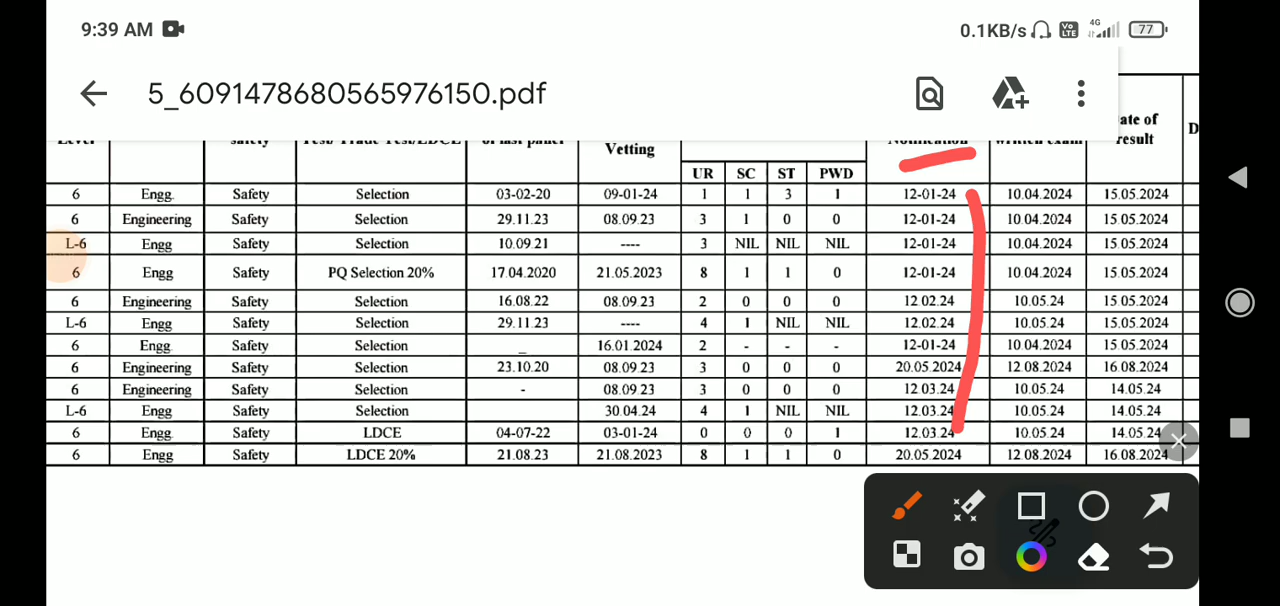 9:39 AM 0.1KB/s Vo LTE 4G 77
5_6091478680565976150.pdf
ate of
Vetting esult D
UR SC ST PWD
6 Engg. Safety Selection 03-02-20 09-01-24 1 1 3 1 12-01-24 10.04.2024 15.05.2024
6 Engineering Safety Selection 29.11.23 08.09.23 3 1 0 0 12-01-24 10.04.2024 15.05.2024
L-6 Engg Safety Selection 10.09.21 ---- 3 NIL NIL NIL 12-01-24 10.04.2024 15.05.2024
6 Engg Safety PQ Selection 20% 17.04.2020 21.05.2023 8 1 1 0 12-01-24 10.04.2024 15.05.2024
6 Engineering Safety Selection 16.08.22 08.09.23 2 0 0 0 12.02.24 10.05.24 15.05.2024
L-6 Engg Safety Selection 29.11.23 ---- 4 1 NIL NIL 12.02.24 10.05.24 15.05.2024
6 Engg. Safety Selection _ 16.01.2024 2 - - - 12-01-24 10.04.2024 15.05.2024
6 Engineering Safety Selection 23.10.20 08.09.23 3 0 0 0 20.05.2024 12.08.2024 16.08.2024
6 Engineering Safety Selection - 08.09.23 3 0 0 0 12.03.24 10.05.24 14.05.24
L-6 Engg Safety Selection 30.04.24 4 1 NIL NIL 12.03.24 10.05.24 14.05.24
6 Engg. Safety LDCE 04-07-22 03-01-24 0 0 0 1 12.03.24 10.05.24 14.05.24
6 Engg Safety LDCE 20% 21.08.23 21.08.2023 8 1 1 0 20.05.2024 12.08.2024 16.08.2024